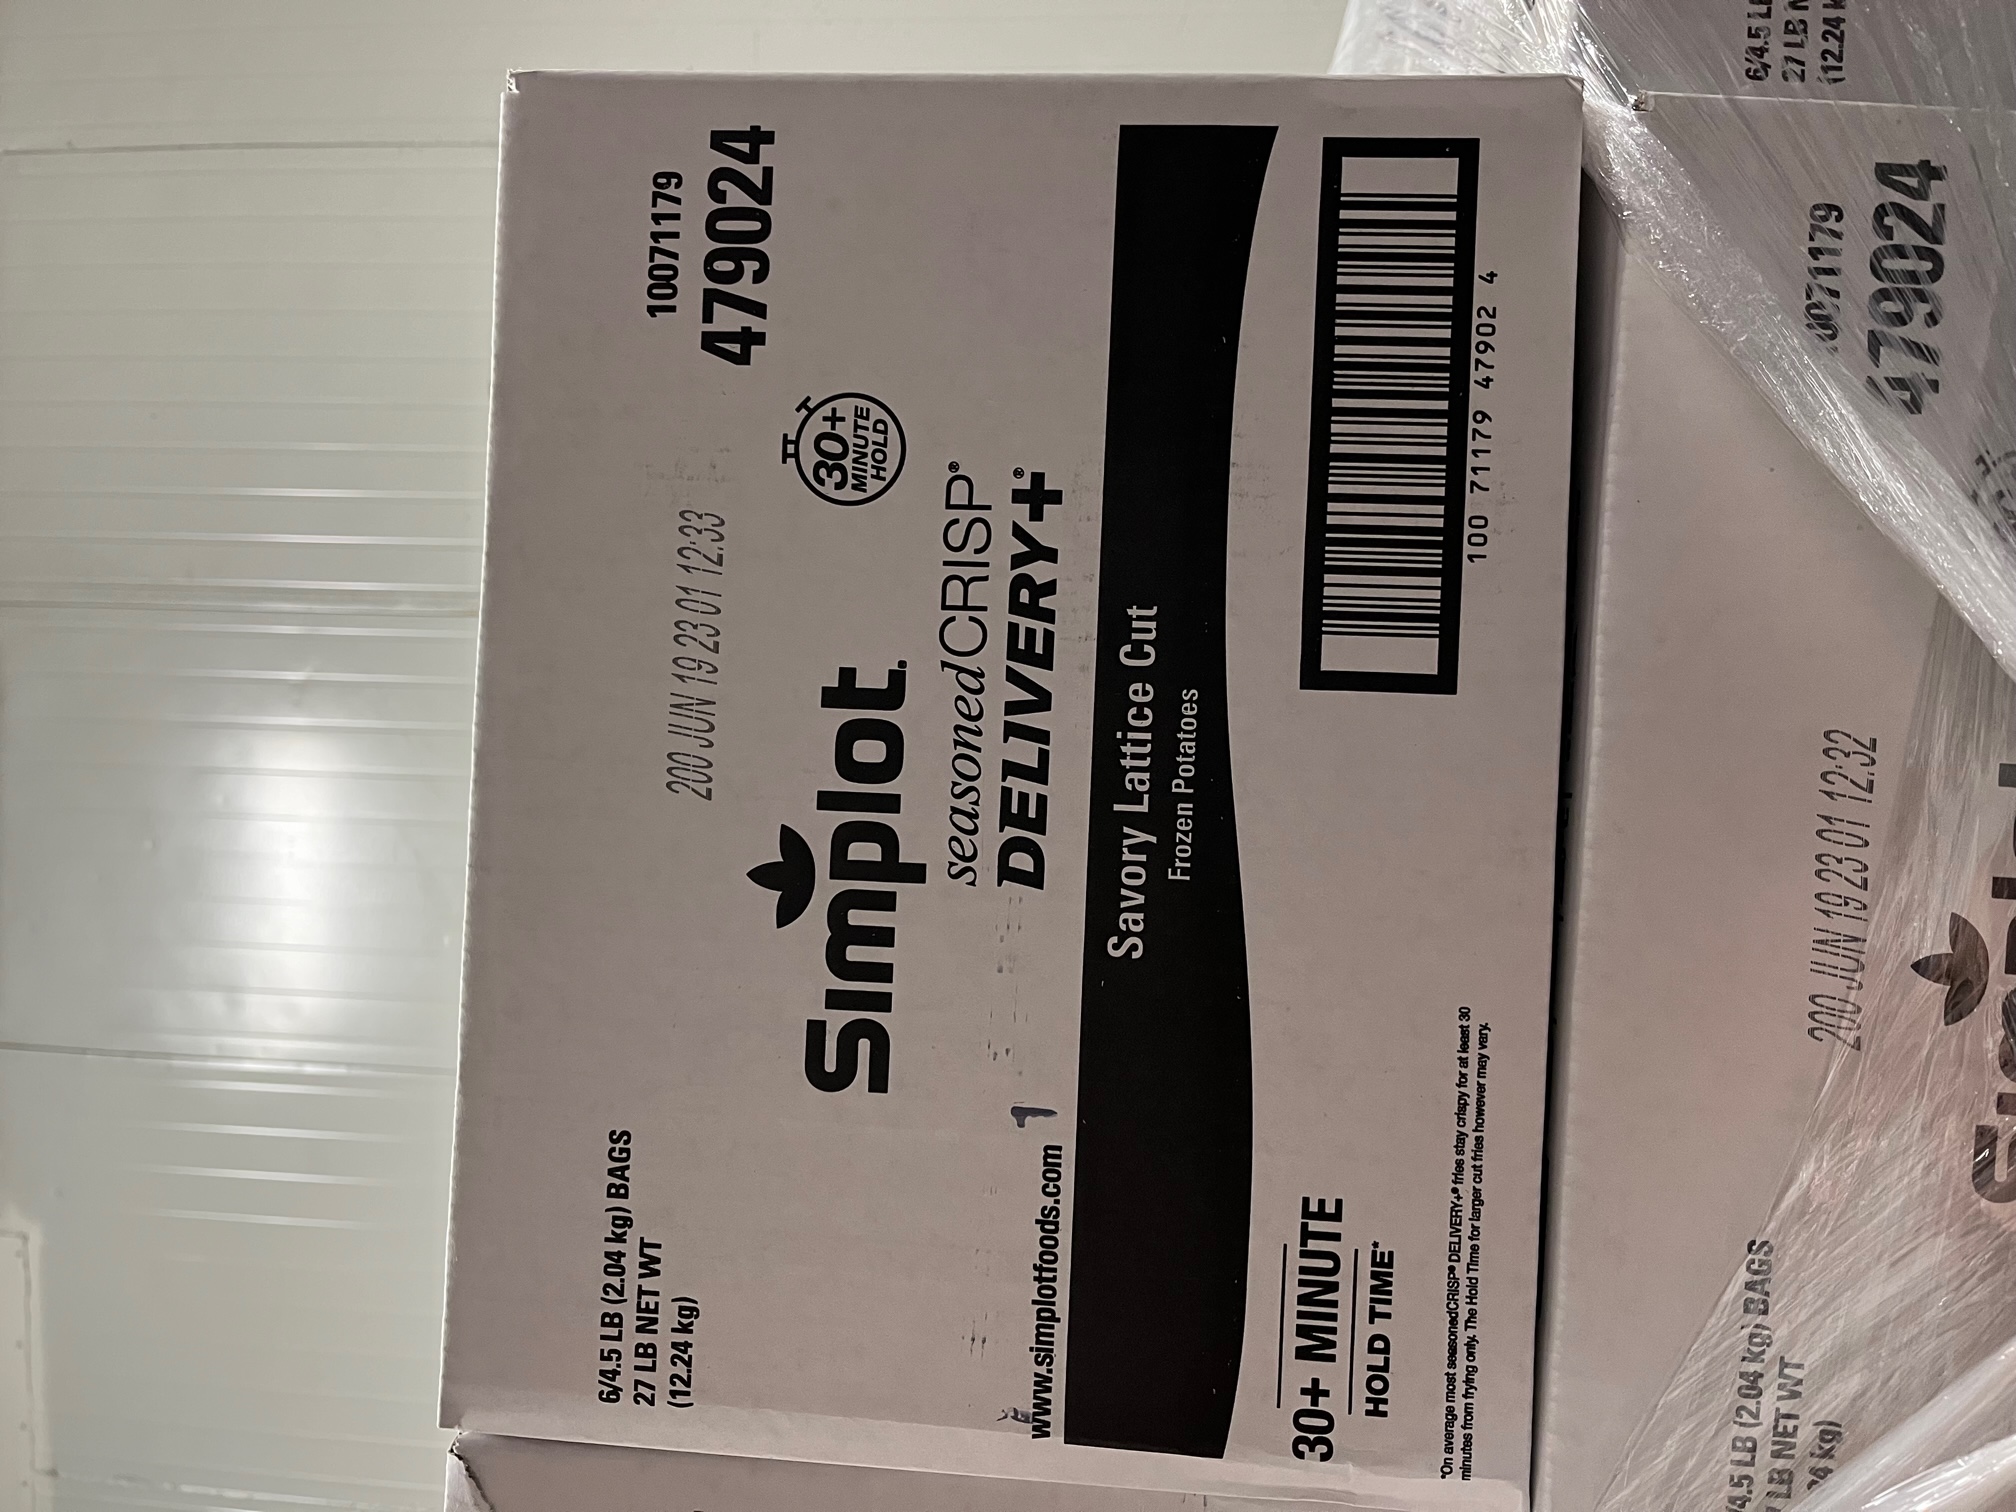 6/4.5 LB (2.04 kg) BAGS
27 LB NET WT
(12.24 kg)
10071179
479024
200 JUN 19 23 01 12:33
30+
MINUTE
HOLD
Simplot
seasonedCRISP®
DELIVERY+®
www.simplotfoods.com
Savory Lattice Cut
Frozen Potatoes
30+ MINUTE
HOLD TIME*
100 71179 47902 4
*On average most seasonedCRISP® DELIVERY+® fries stay crispy for at least 30
minutes from frying only. The Hold Time for larger cut fries however may vary.
6/4.5 LB
27 LB N
(12.24 k
4.5 LB (2.04 kg) BAGS
LB NET WT
24 kg)
10071179
479024
200 JUN 19 23 01 12:32
Simplot